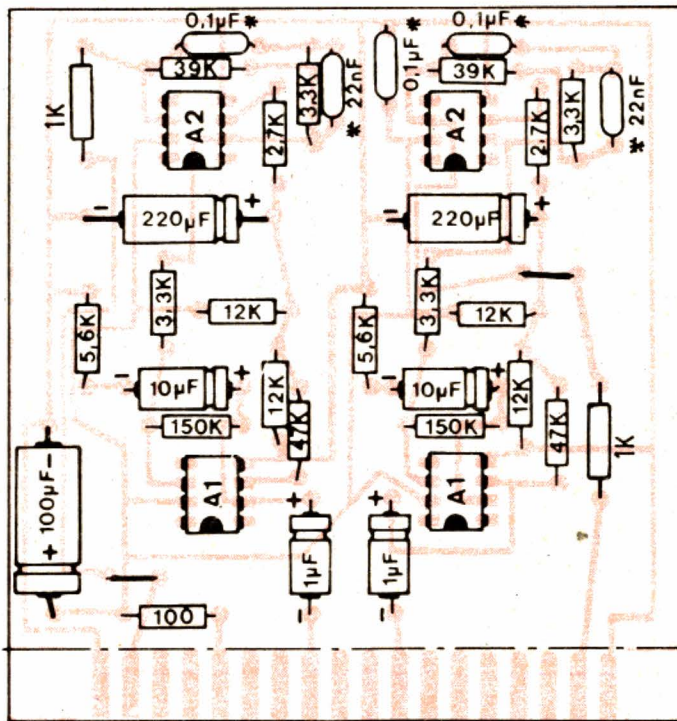 0,1µF *
0,1µF *
39K
39K
1K
3,3K
22nF *
0,1µF *
A2
2,7K
A2
2,7K
3,3K
* 22nF
- 220µF +
- 220µF +
5,6K
3,3K
12K
5,6K
3,3K
12K
- 10µF +
12K
- 10µF +
12K
150K
47K
150K
47K
1K
100µF
-
+
A1
A1
+ 1µF -
+ 1µF -
100